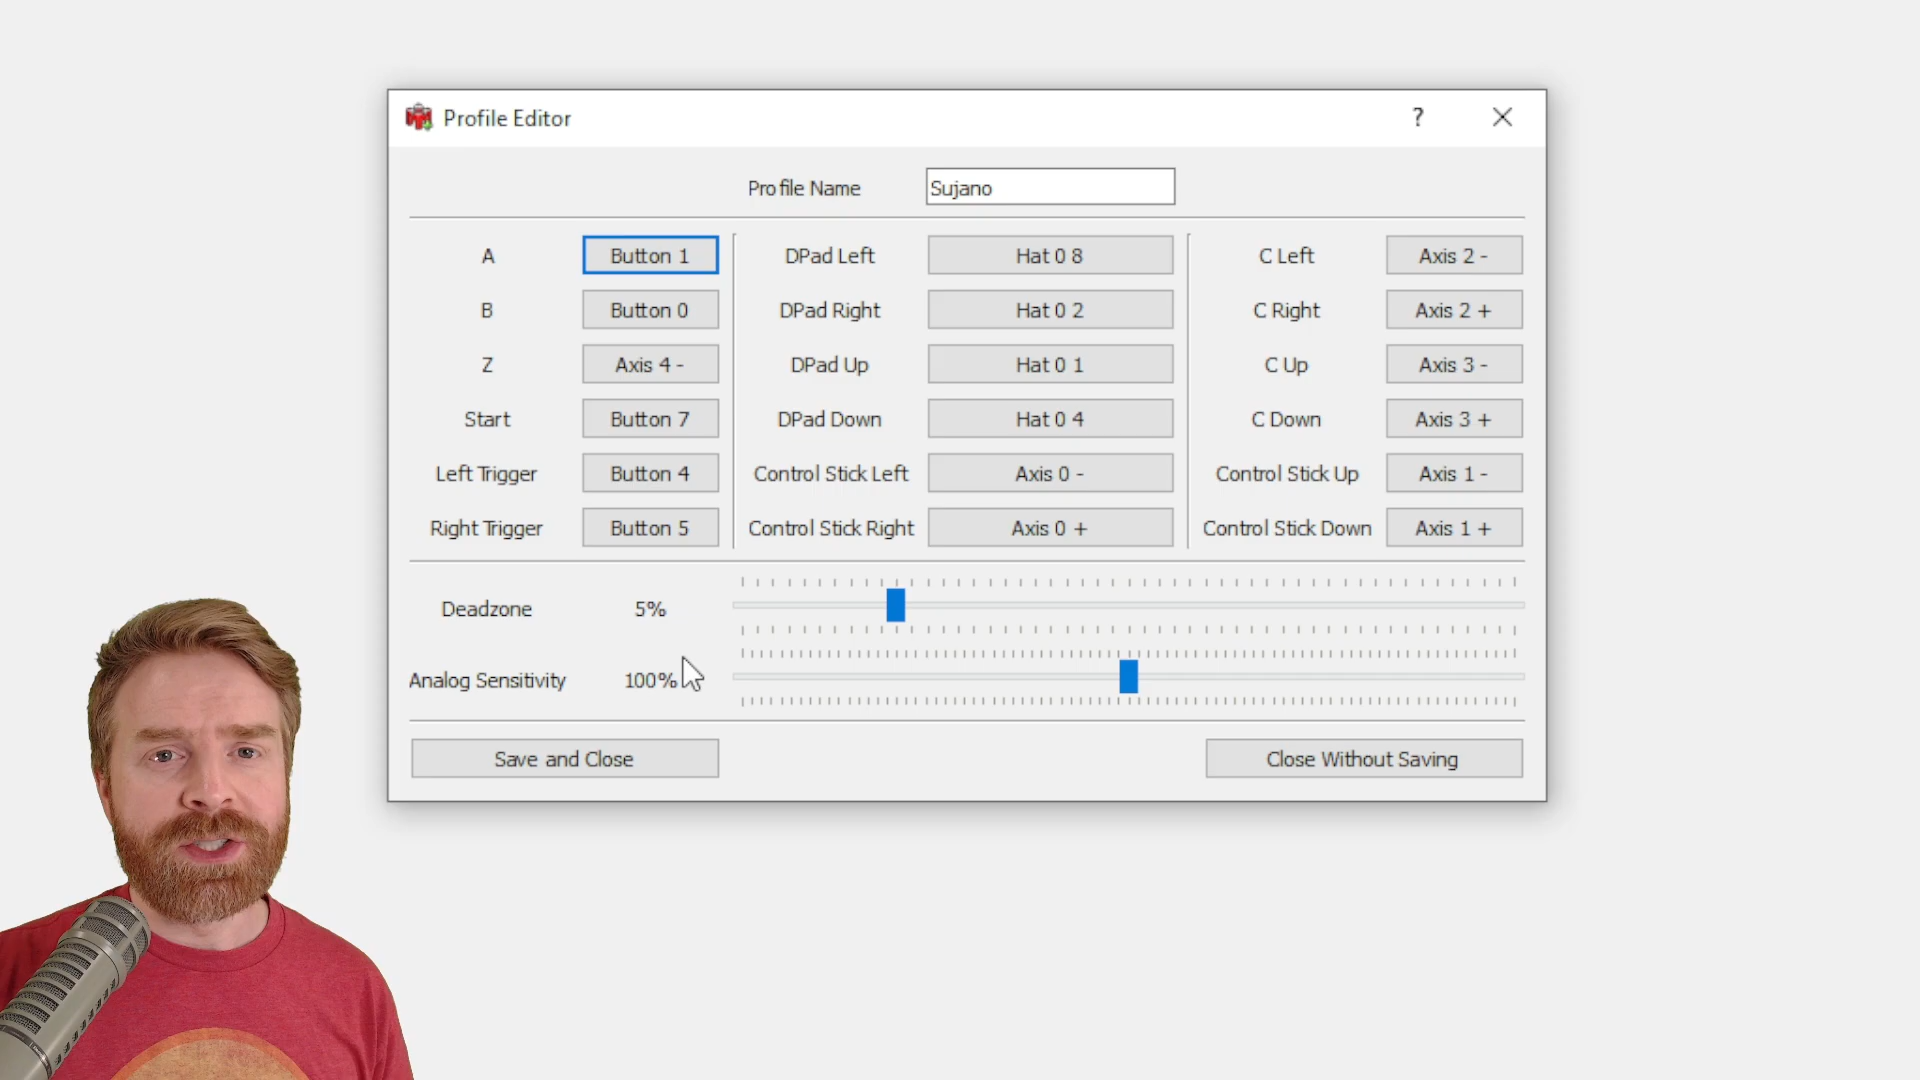 Profile Editor
?
Profile Name Sujano
A Button 1 DPad Left Hat 0 8 C Left Axis 2 -
B Button 0 DPad Right Hat 0 2 C Right Axis 2 +
Z Axis 4 - DPad Up Hat 0 1 C Up Axis 3 -
Start Button 7 DPad Down Hat 0 4 C Down Axis 3 +
Left Trigger Button 4 Control Stick Left Axis 0 - Control Stick Up Axis 1 -
Right Trigger Button 5 Control Stick Right Axis 0 + Control Stick Down Axis 1 +
Deadzone 5%
Analog Sensitivity 100%
Save and Close Close Without Saving